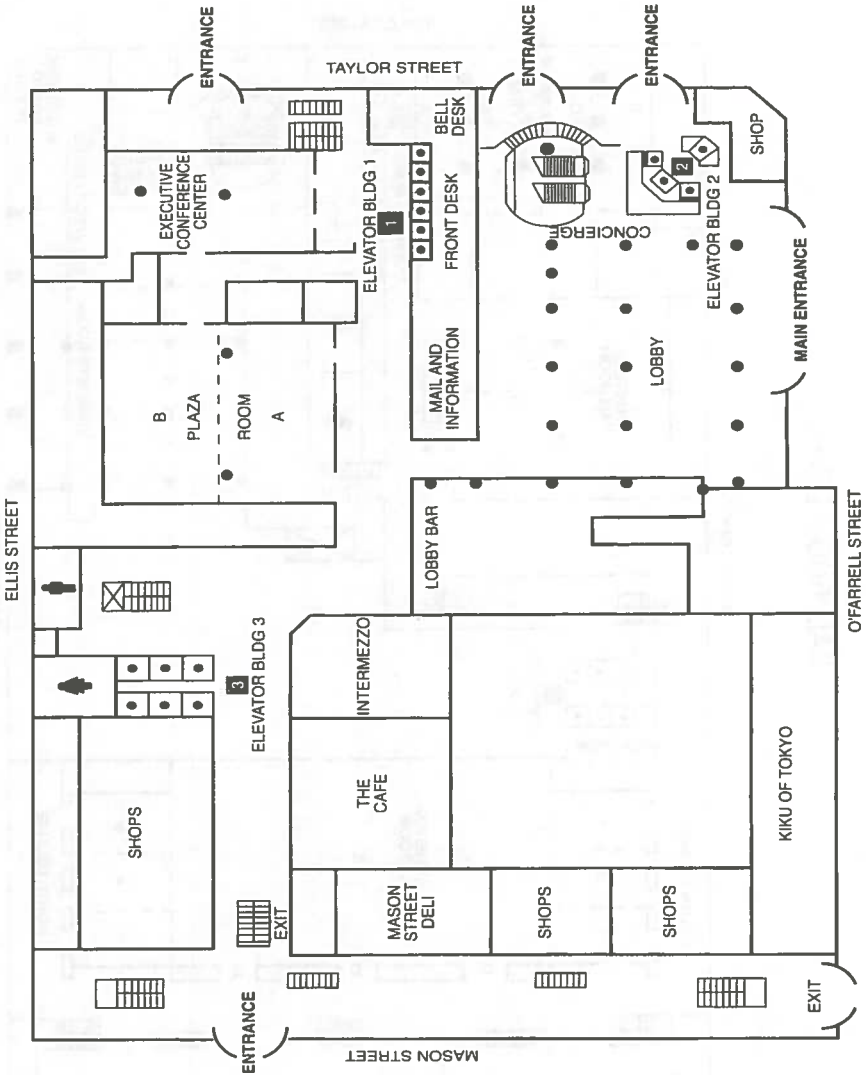 ELLIS STREET
TAYLOR STREET
ENTRANCE
ENTRANCE
ENTRANCE
EXECUTIVE
CONFERENCE
CENTER
ELEVATOR BLDG 1
1
BELL
DESK
FRONT DESK
MAIL AND
INFORMATION
CONCIERGE
2
ELEVATOR BLDG 2
SHOP
MAIN ENTRANCE
LOBBY
B
PLAZA
ROOM
A
LOBBY BAR
O'FARRELL STREET
3
ELEVATOR BLDG 3
INTERMEZZO
THE
CAFE
SHOPS
MASON
STREET
DELI
SHOPS
SHOPS
KIKU OF TOKYO
EXIT
ENTRANCE
MASON STREET
EXIT